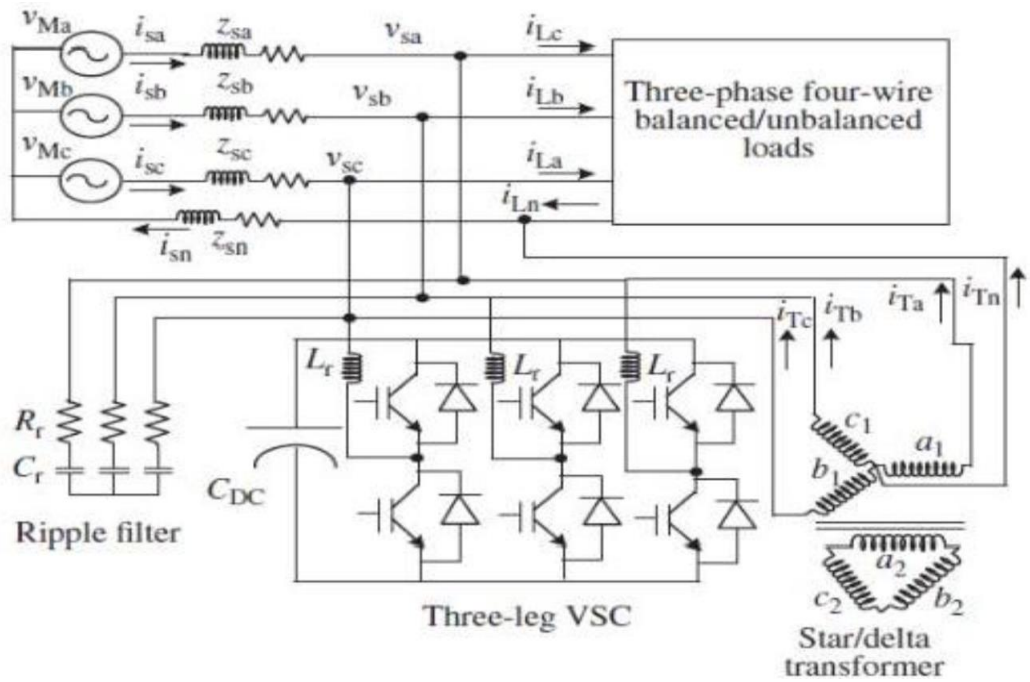 vMa
isa
zsa
vsa
iLc
vMb
isb
zsb
vsb
iLb
Three-phase four-wire
balanced/unbalanced
loads
vMc
isc
zsc
vsc
iLa
iLn
isn
zsn
iTc
iTb
iTa
iTn
Lr
Lr
Lr
Rr
Cr
CDC
c1
a1
b1
Ripple filter
a2
c2
b2
Three-leg VSC
Star/delta
transformer